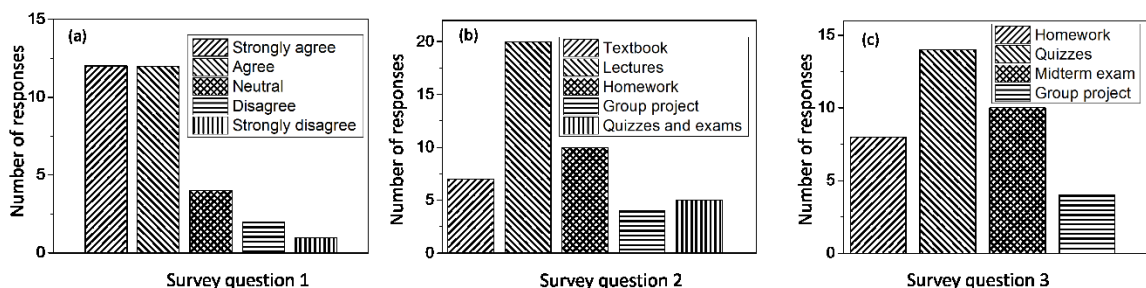 (a)
Number of responses
15
10
5
0
Strongly agree
Agree
Neutral
Disagree
Strongly disagree
Survey question 1
(b)
Number of responses
20
15
10
5
0
Textbook
Lectures
Homework
Group project
Quizzes and exams
Survey question 2
(c)
Number of responses
15
10
5
0
Homework
Quizzes
Midterm exam
Group project
Survey question 3